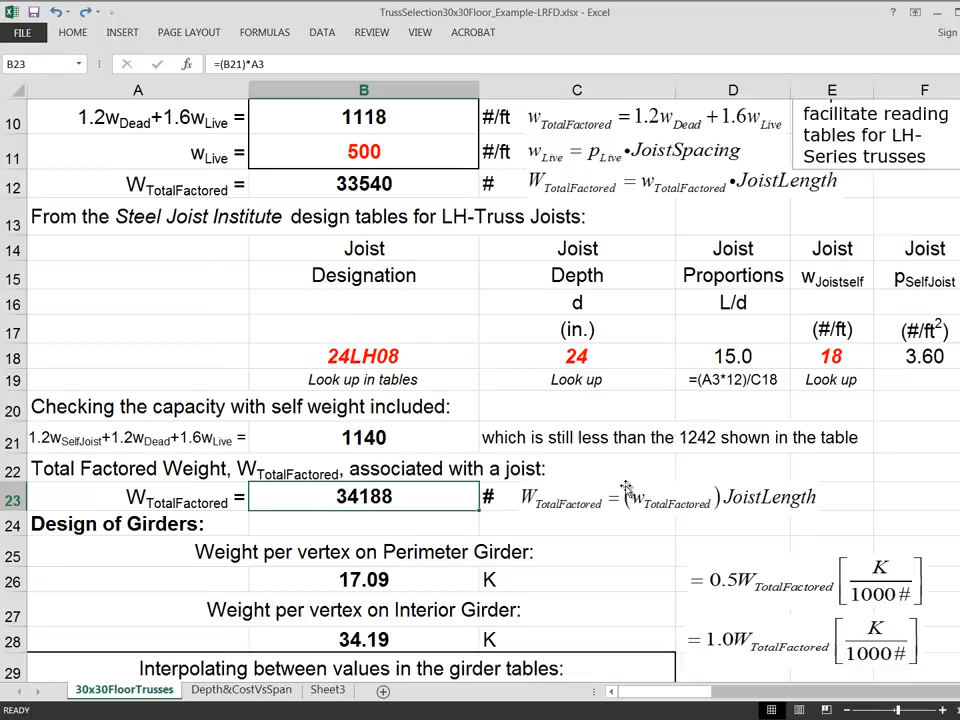 TrussSelection30x30Floor_Example-LRFD.xlsx - Excel
FILE HOME INSERT PAGE LAYOUT FORMULAS DATA REVIEW VIEW ACROBAT Sign
B23 fx =(B21)*A3
A B C D E F
10 1.2wDead+1.6wLive = 1118 #/ft wTotalFactored = 1.2wDead + 1.6wLive
facilitate reading
tables for LH-
Series trusses
11 wLive = 500 #/ft wLive = pLive•JoistSpacing
12 WTotalFactored = 33540 # WTotalFactored = wTotalFactored•JoistLength
13 From the Steel Joist Institute design tables for LH-Truss Joists:
14 Joist Joist Joist Joist Joist
15 Designation Depth Proportions wJoistself pSelfJoist
16 d L/d
17 (in.) (#/ft) (#/ft2)
18 24LH08 24 15.0 18 3.60
19 Look up in tables Look up =(A3*12)/C18 Look up
20 Checking the capacity with self weight included:
21 1.2wSelfJoist+1.2wDead+1.6wLive = 1140 which is still less than the 1242 shown in the table
22 Total Factored Weight, WTotalFactored, associated with a joist:
23 WTotalFactored = 34188 # WTotalFactored = (wTotalFactored) JoistLength
24 Design of Girders:
25 Weight per vertex on Perimeter Girder:
26 17.09 K = 0.5WTotalFactored [K / 1000 #]
27 Weight per vertex on Interior Girder:
28 34.19 K = 1.0WTotalFactored [K / 1000 #]
29 Interpolating between values in the girder tables:
30x30FloorTrusses Depth&CostVsSpan Sheet3
READY